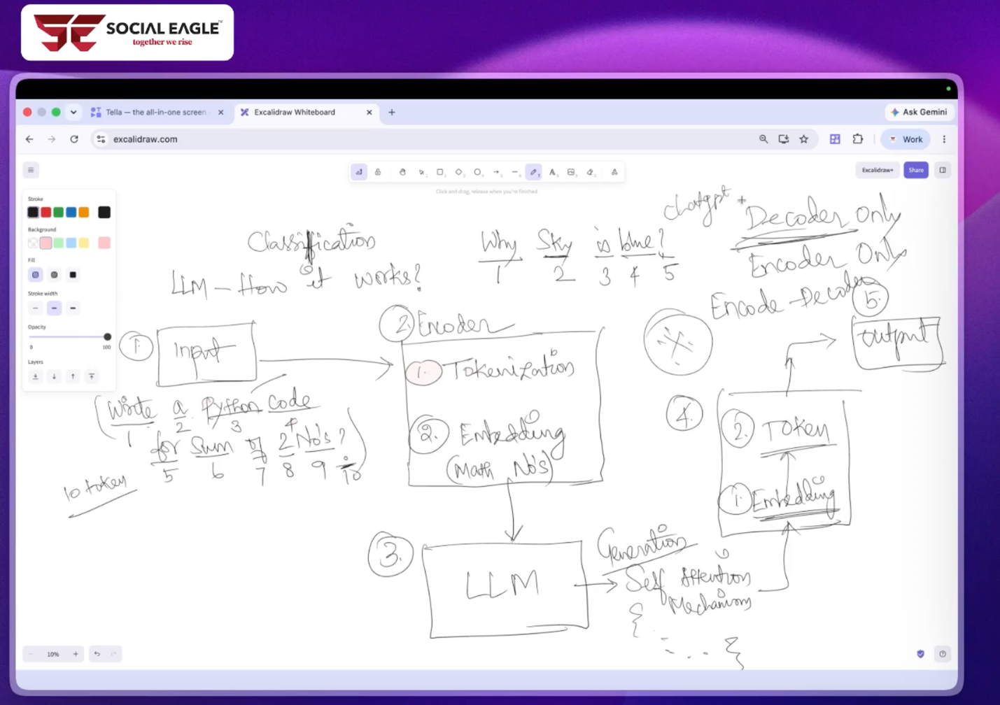 SOCIAL EAGLE™
together we rise
Tella — the all-in-one screen
Excalidraw Whiteboard
Ask Gemini
excalidraw.com
Work
Excalidraw+
Share
Click and drag, release when you're finished
Stroke
Background
Fill
Stroke width
Opacity
0 100
Layers
Chatgpt
Decoder Only
Encoder Only
Encode-Decoder
Classification
LLM - How it works?
Why Sky is blue?
1 2 3 4 5
1. Input
(Write a Python Code
1 2 3 4
for Sum of 2 No's?)
5 6 7 8 9 10
10 token
2. Encoder
1. Tokenization
2. Embedding
(Math No's)
3. LLM
Generation
Self Attention
Mechanism
4.
2. Token
1. Embedding
5.
Output
10%